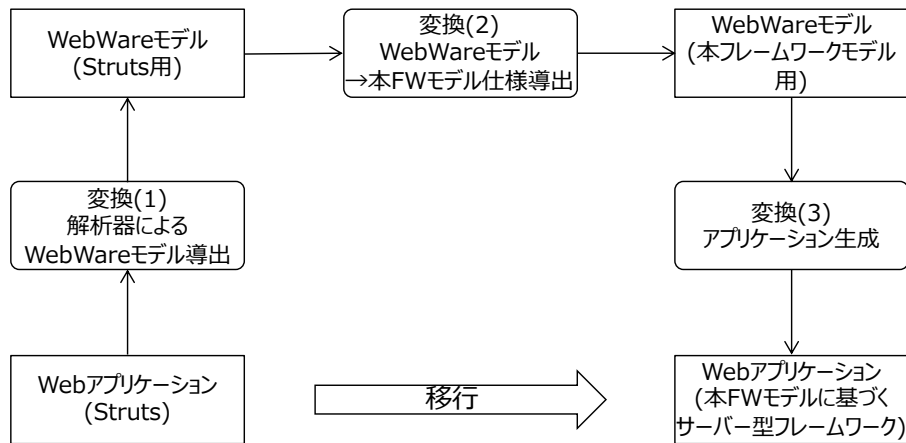 WebWareモデル
(Struts用)
変換(2)
WebWareモデル
→本FWモデル仕様導出
WebWareモデル
(本フレームワークモデル
用)
変換(1)
解析器による
WebWareモデル導出
変換(3)
アプリケーション生成
Webアプリケーション
(Struts)
移行
Webアプリケーション
(本FWモデルに基づく
サーバー型フレームワーク)